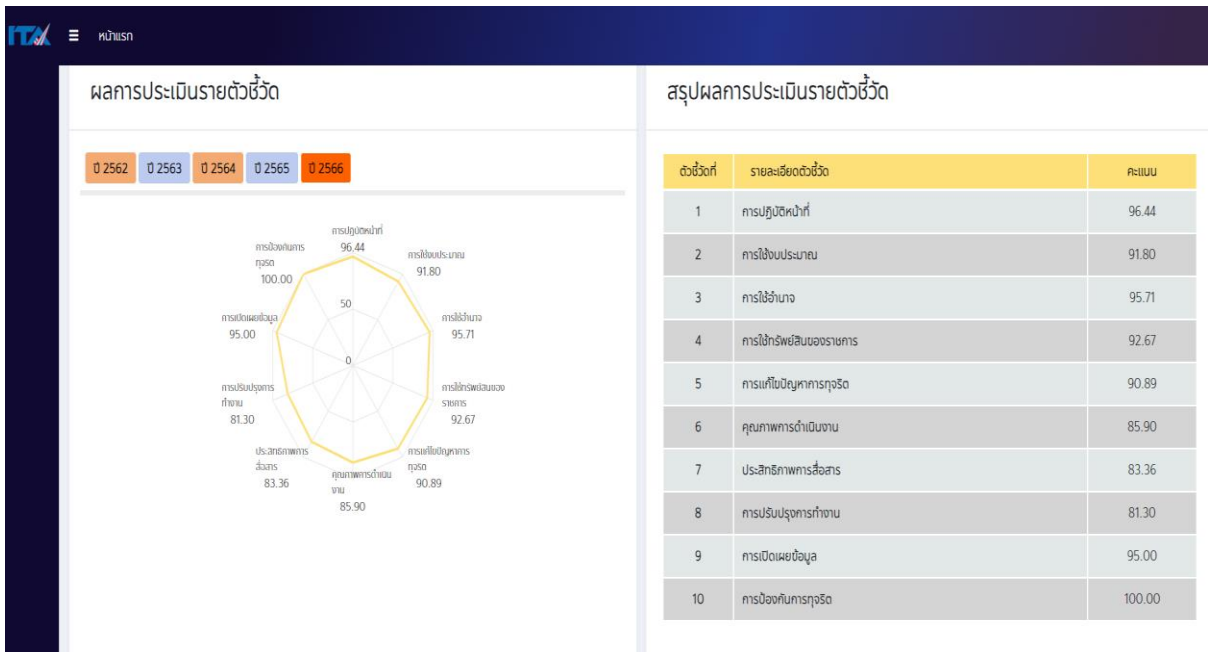 ITA
หน้าแรก
ผลการประเมินรายตัวชี้วัด
ปี 2562 ปี 2563 ปี 2564 ปี 2565 ปี 2566
การปฏิบัติหน้าที่
96.44
การใช้งบประมาณ
91.80
การใช้อำนาจ
95.71
การใช้ทรัพย์สินของ
ราชการ
92.67
การแก้ไขปัญหาการ
ทุจริต
90.89
คุณภาพการดำเนิน
งาน
85.90
ประสิทธิภาพการ
สื่อสาร
83.36
การปรับปรุงการ
ทำงาน
81.30
การเปิดเผยข้อมูล
95.00
การป้องกันการ
ทุจริต
100.00
50
0
สรุปผลการประเมินรายตัวชี้วัด
ตัวชี้วัดที่ รายละเอียดตัวชี้วัด คะแนน
1 การปฏิบัติหน้าที่ 96.44
2 การใช้งบประมาณ 91.80
3 การใช้อำนาจ 95.71
4 การใช้ทรัพย์สินของราชการ 92.67
5 การแก้ไขปัญหาการทุจริต 90.89
6 คุณภาพการดำเนินงาน 85.90
7 ประสิทธิภาพการสื่อสาร 83.36
8 การปรับปรุงการทำงาน 81.30
9 การเปิดเผยข้อมูล 95.00
10 การป้องกันการทุจริต 100.00